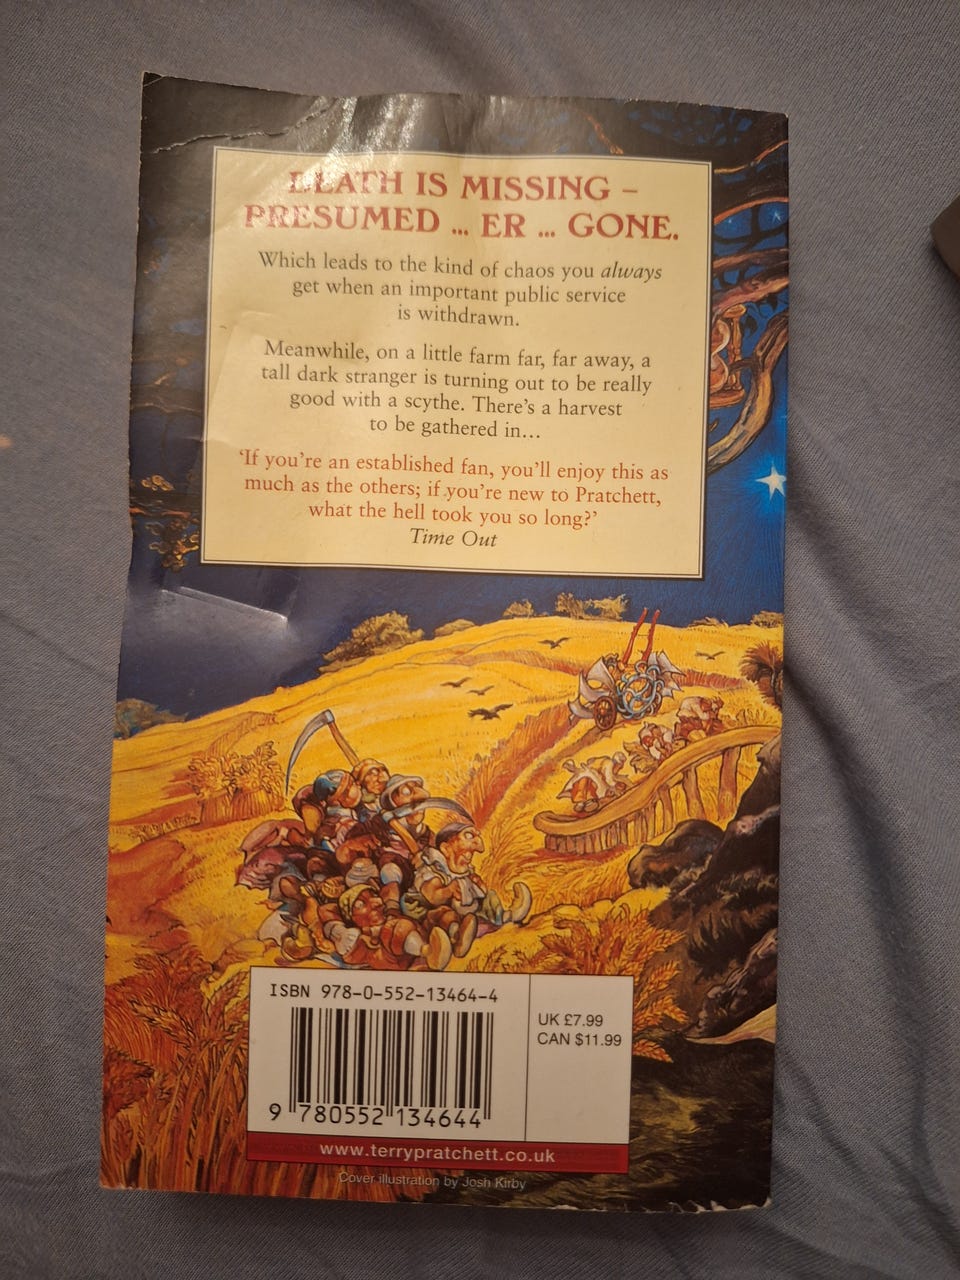 DEATH IS MISSING –
PRESUMED ... ER ... GONE.
Which leads to the kind of chaos you always
get when an important public service
is withdrawn.
Meanwhile, on a little farm far, far away, a
tall dark stranger is turning out to be really
good with a scythe. There's a harvest
to be gathered in...
‘If you're an established fan, you'll enjoy this as
much as the others; if you're new to Pratchett,
what the hell took you so long?’
Time Out
ISBN 978-0-552-13464-4
UK £7.99
CAN $11.99
9 780552 134644
www.terrypratchett.co.uk
Cover illustration by Josh Kirby